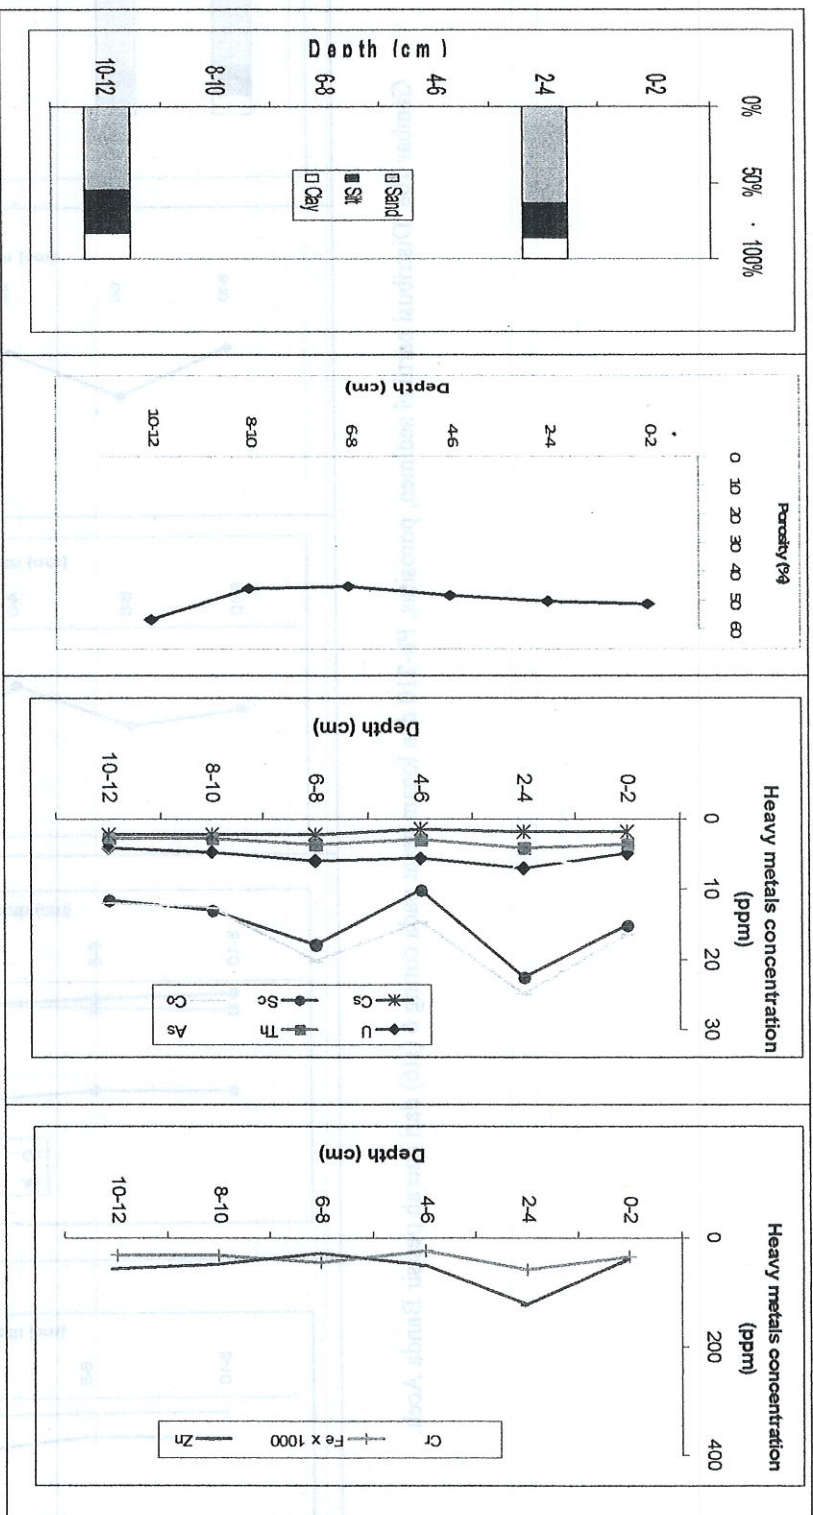 Depth (cm)
0%
50%
100%
0-2
2-4
4-6
6-8
8-10
10-12
Sand
Silt
Clay
Porosity (%)
0
10
20
30
40
50
60
Depth (cm)
0-2
2-4
4-6
6-8
8-10
10-12
Heavy metals concentration
(ppm)
0
10
20
30
Depth (cm)
0-2
2-4
4-6
6-8
8-10
10-12
U
Cs
Th
Sc
As
Co
Heavy metals concentration
(ppm)
0
200
400
Depth (cm)
0-2
2-4
4-6
6-8
8-10
10-12
Cr
Fe x 1000
Zn